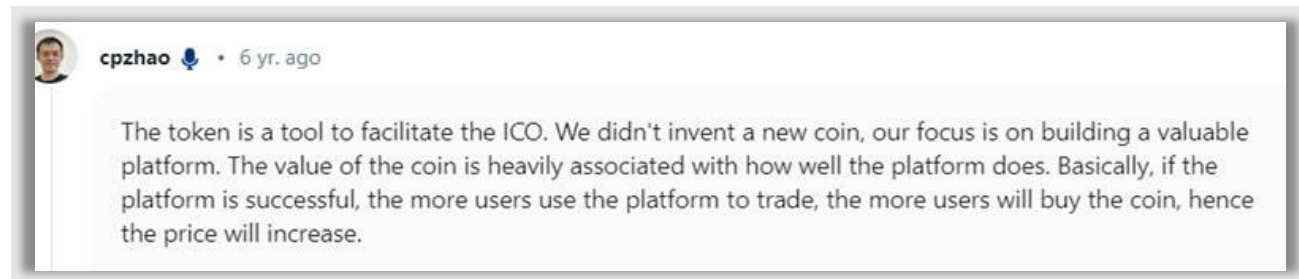 cpzhao • 6 yr. ago
The token is a tool to facilitate the ICO. We didn't invent a new coin, our focus is on building a valuable
platform. The value of the coin is heavily associated with how well the platform does. Basically, if the
platform is successful, the more users use the platform to trade, the more users will buy the coin, hence
the price will increase.